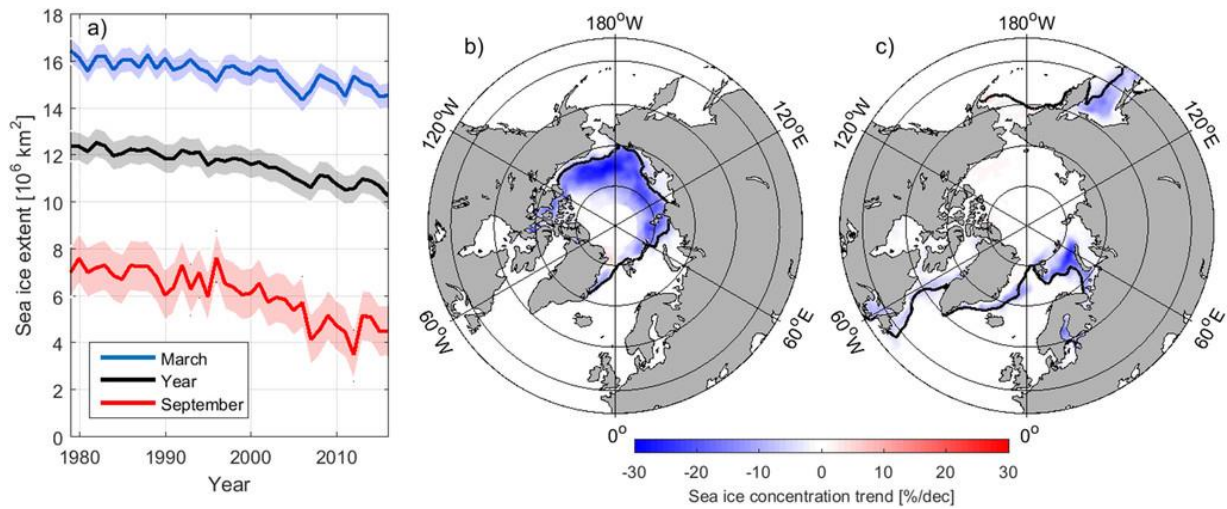 a)
18
16
14
12
10
8
6
4
2
0
Sea ice extent [10⁶ km²]
March
Year
September
1980
1990
2000
2010
Year
b)
180°W
120°W
120°E
60°W
60°E
0°
c)
180°W
120°W
120°E
60°W
60°E
0°
-30
-20
-10
0
10
20
30
Sea ice concentration trend [%/dec]